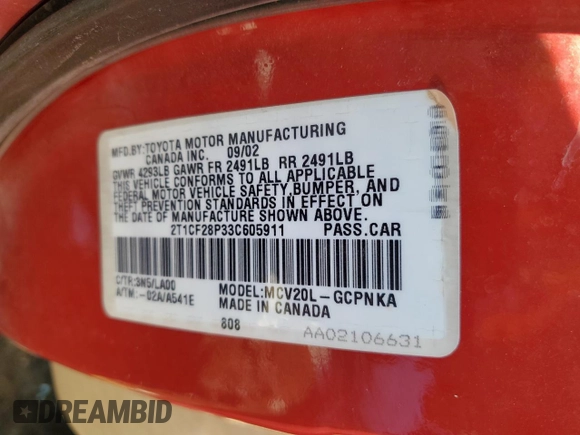 MFD.BY:TOYOTA MOTOR MANUFACTURING
CANADA INC. 09/02
GVWR 4293LB GAWR FR 2491LB RR 2491LB
THIS VEHICLE CONFORMS TO ALL APPLICABLE
FEDERAL MOTOR VEHICLE SAFETY,BUMPER, AND
THEFT PREVENTION STANDARDS IN EFFECT ON
THE DATE OF MANUFACTURE SHOWN ABOVE.
2T1CF28P33C605911 PASS.CAR
C/TR:3N5/LA00 MODEL:MCV20L-GCPNKA
A/TM:-02A/A541E MADE IN CANADA
808
AA02106631
DREAMBID